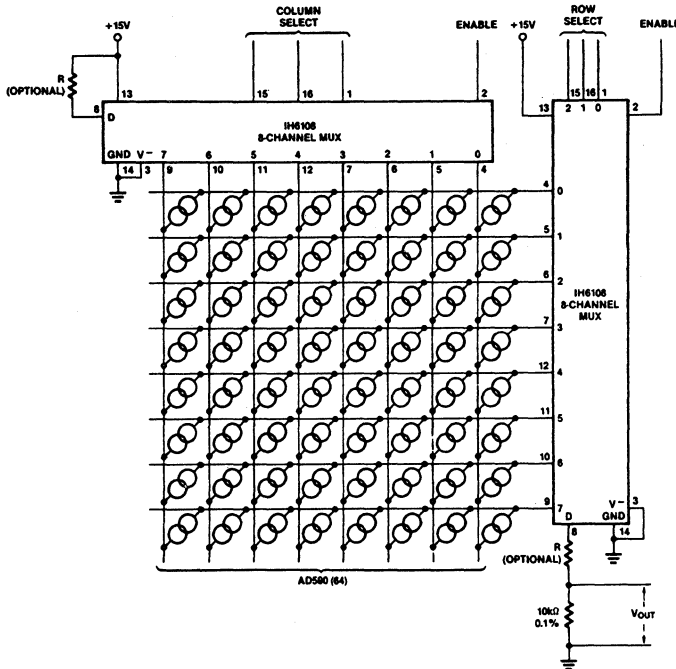 COLUMN
SELECT
+15V
ENABLE
+15V
ROW
SELECT
ENABLE
R
(OPTIONAL)
13
15
16
1
2
8
D
IH6108
8-CHANNEL MUX
GND V− 7 6 5 4 3 2 1 0
14 3 9 10 11 12 7 6 5 4
15 16 1
13
2 1 0
2
4 0
5 1
6 2
7 3
IH6108
8-CHANNEL
MUX
12 4
11 5
10 6
9 7
D
V−
3
GND
8
14
R
(OPTIONAL)
AD590 (64)
10kΩ
0.1%
VOUT